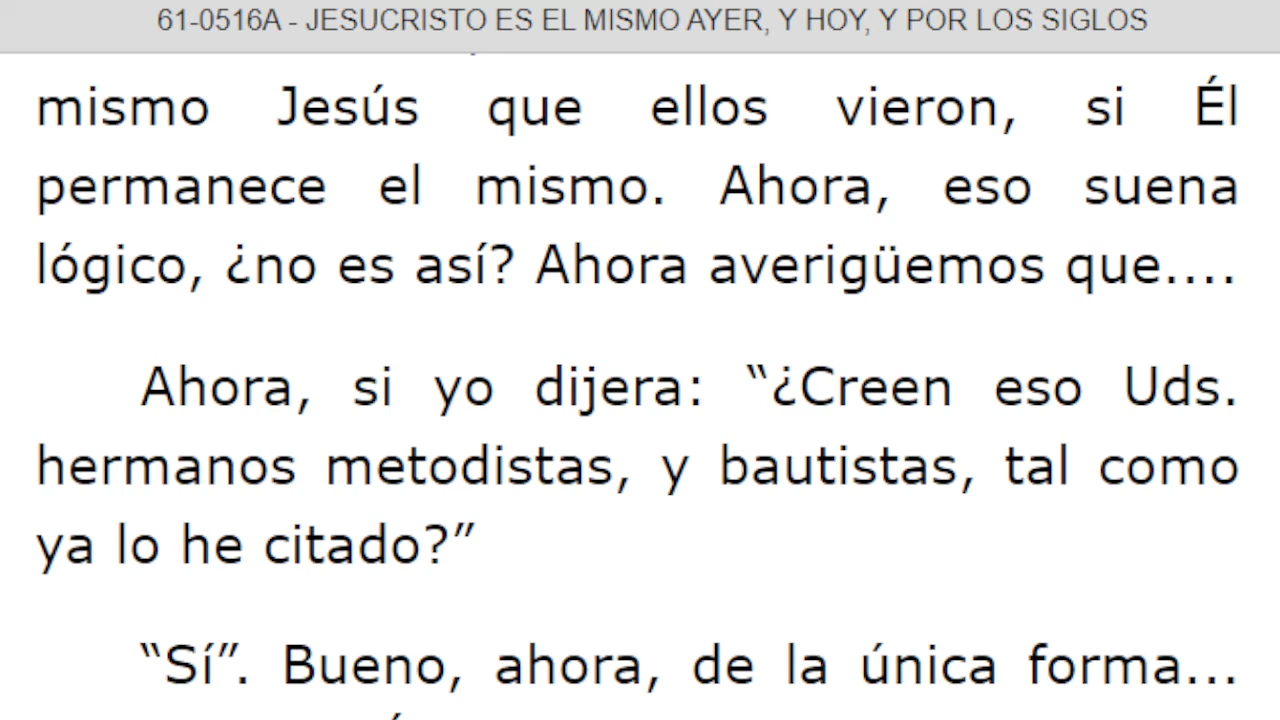 61-0516A - JESUCRISTO ES EL MISMO AYER, Y HOY, Y POR LOS SIGLOS
mismo Jesús que ellos vieron, si Él
permanece el mismo. Ahora, eso suena
lógico, ¿no es así? Ahora averigüemos que....
Ahora, si yo dijera: “¿Creen eso Uds.
hermanos metodistas, y bautistas, tal como
ya lo he citado?”
“Sí”. Bueno, ahora, de la única forma...